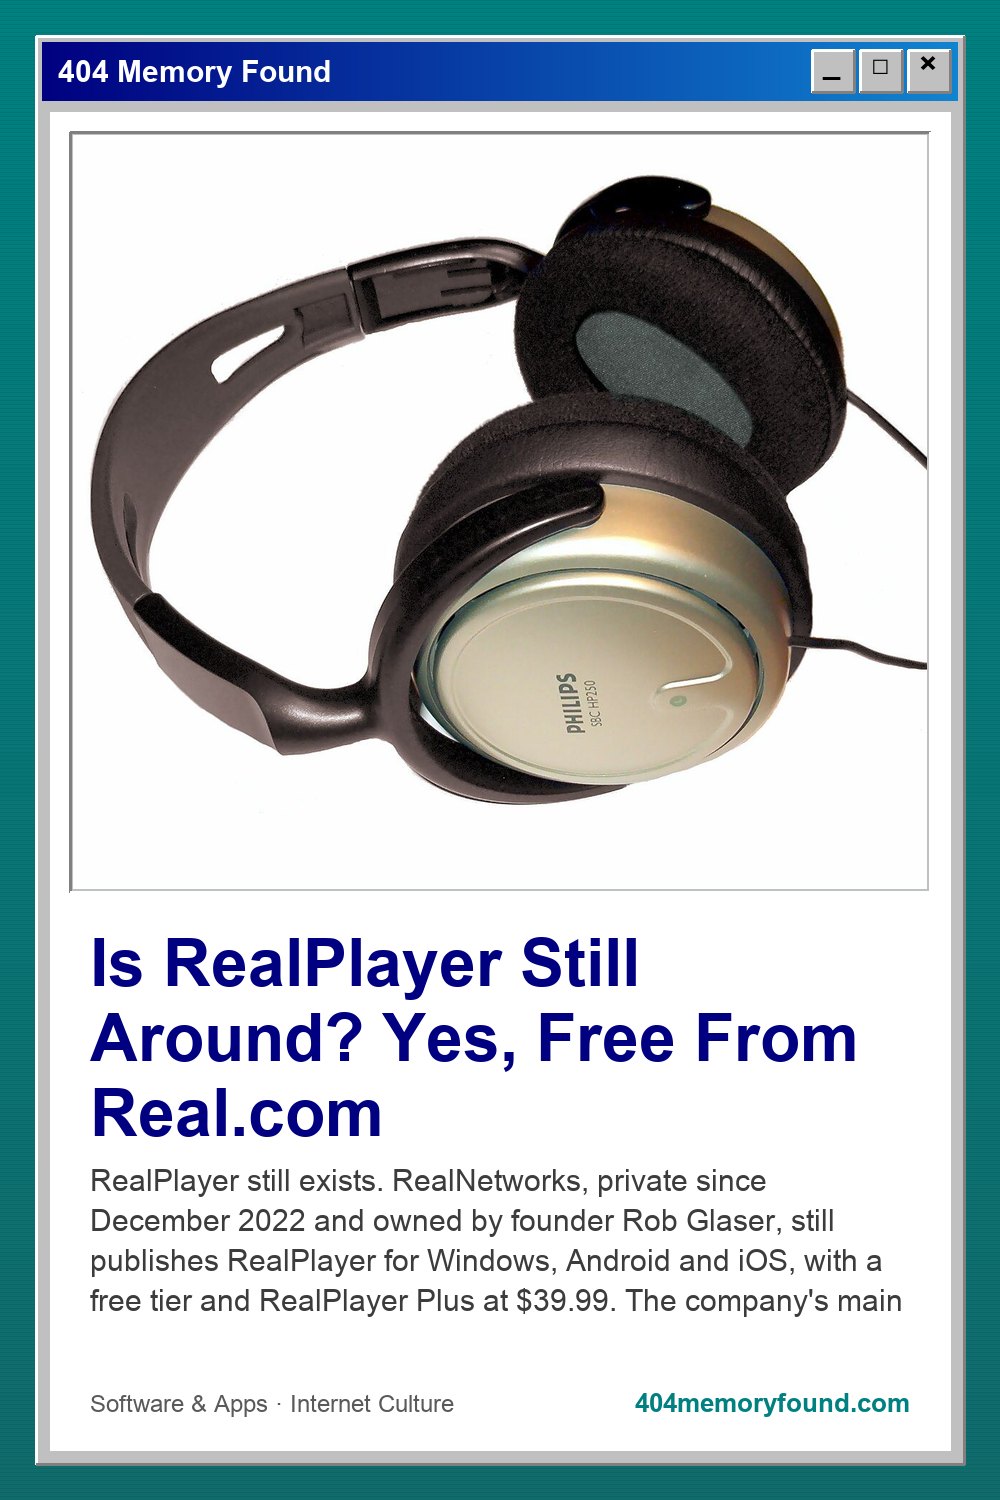 404 Memory Found
PHILIPS
SBC HP250
Is RealPlayer Still
Around? Yes, Free From
Real.com
RealPlayer still exists. RealNetworks, private since
December 2022 and owned by founder Rob Glaser, still
publishes RealPlayer for Windows, Android and iOS, with a
free tier and RealPlayer Plus at $39.99. The company's main
Software & Apps · Internet Culture
404memoryfound.com